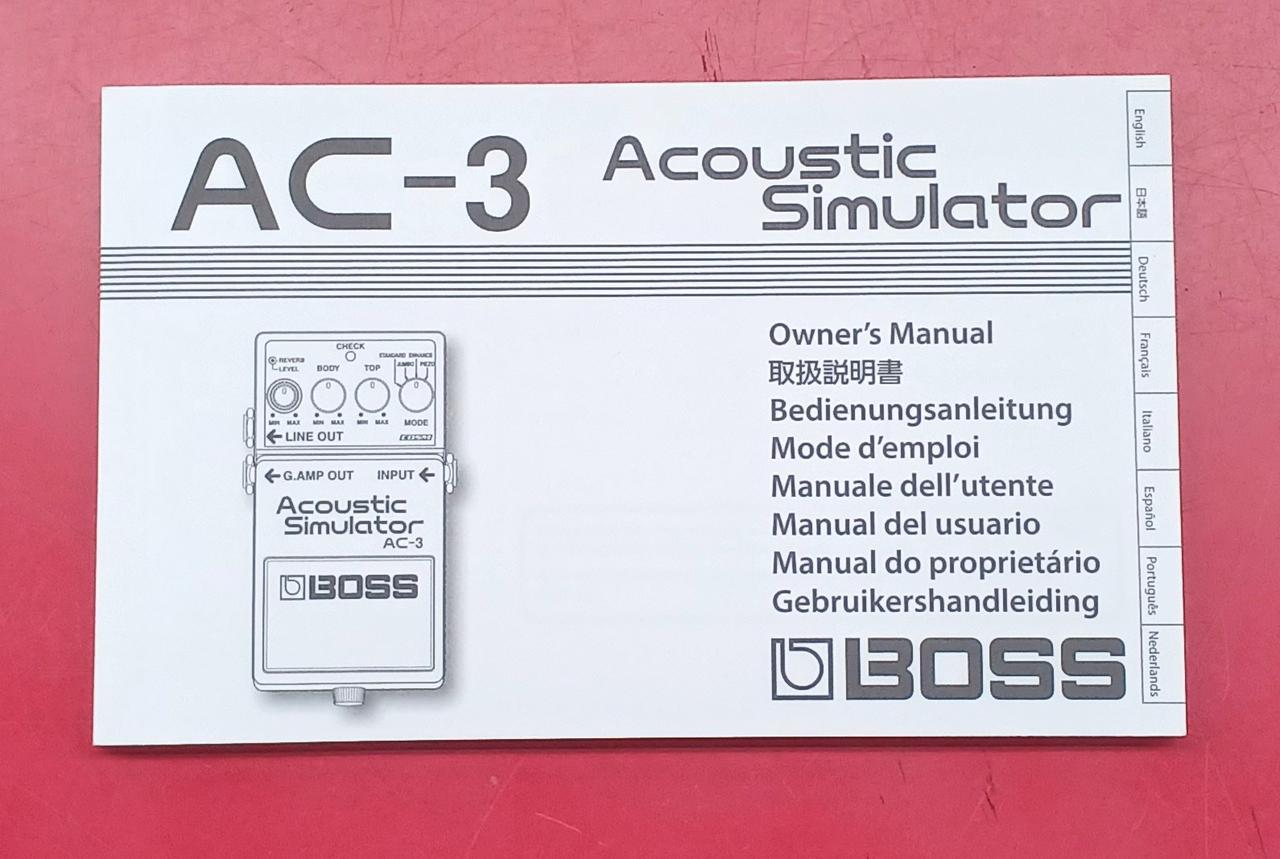 AC-3
Acoustic
Simulator
Owner's Manual
取扱説明書
Bedienungsanleitung
Mode d'emploi
Manuale dell'utente
Manual del usuario
Manual do proprietário
Gebruikershandleiding
BOSS
English
日本語
Deutsch
Français
Italiano
Español
Português
Nederlands
CHECK
REVERB
LEVEL
BODY
TOP
STANDARD ENHANCE
JUMBO PIEZO
MIN MAX MIN MAX MIN MAX MODE
LINE OUT COSM
G.AMP OUT INPUT
Acoustic
Simulator
AC-3
BOSS